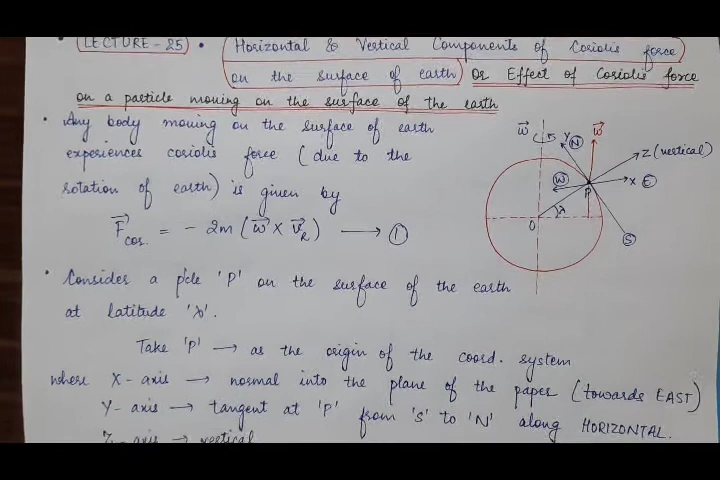 • LECTURE - 25 • Horizontal & Vertical Components of Coriolis force
on the surface of earth Or Effect of Coriolis force
on a particle moving on the surface of the earth
• Any body moving on the surface of earth
experiences coriolis force (due to the
rotation of earth) is given by
F⃗cos. = - 2m (ω⃗ × v⃗R) → ①
• Consider a p'cle 'P' on the surface of the earth
at latitude 'λ'.
Take 'P' → as the origin of the coord. system
where X- axis → normal into the plane of the paper (towards EAST)
Y- axis → tangent at 'P' from 'S' to 'N' along HORIZONTAL.
Z- axis → vertical
ω⃗
Y
N
ω⃗
Z (vertical)
W
X
E
P
λ
O
S